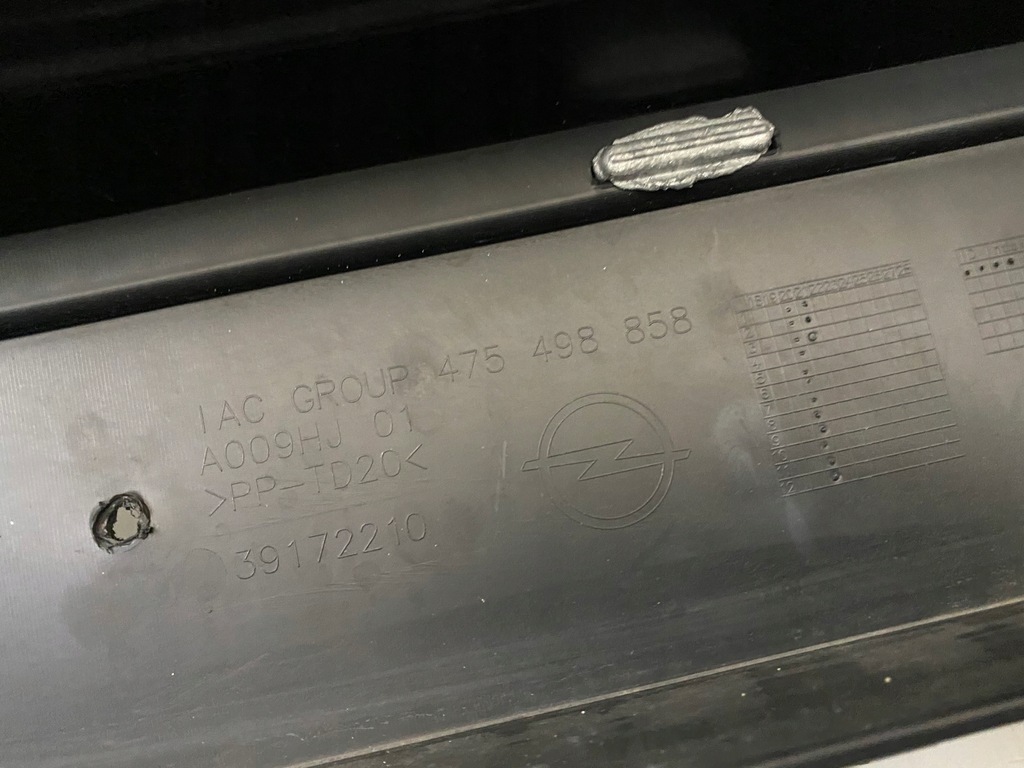 IAC GROUP 475 498 858
A009HJ 01
>PP-TD20<
39172210